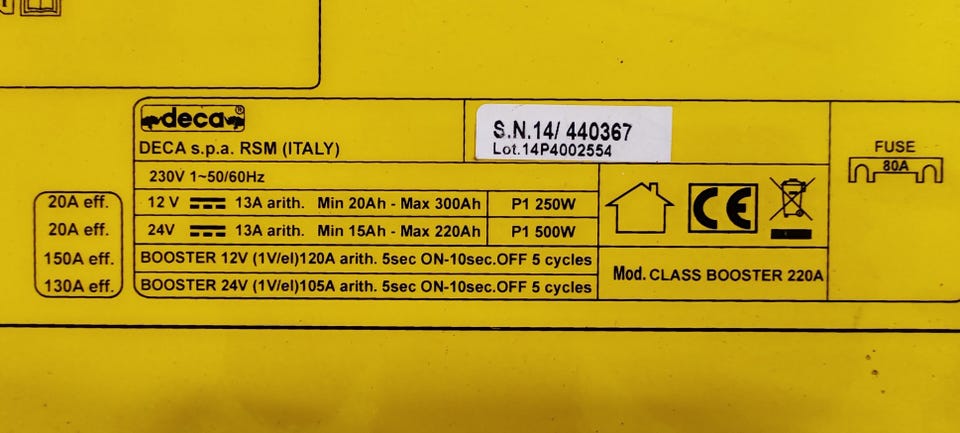 deca®
DECA s.p.a. RSM (ITALY)
S.N.14/ 440367
Lot.14P4002554
FUSE
80A
230V 1~50/60Hz
20A eff.
12 V 13A arith. Min 20Ah - Max 300Ah P1 250W
20A eff.
24V 13A arith. Min 15Ah - Max 220Ah P1 500W
CE
150A eff.
BOOSTER 12V (1V/el)120A arith. 5sec ON-10sec.OFF 5 cycles
130A eff.
BOOSTER 24V (1V/el)105A arith. 5sec ON-10sec.OFF 5 cycles
Mod. CLASS BOOSTER 220A